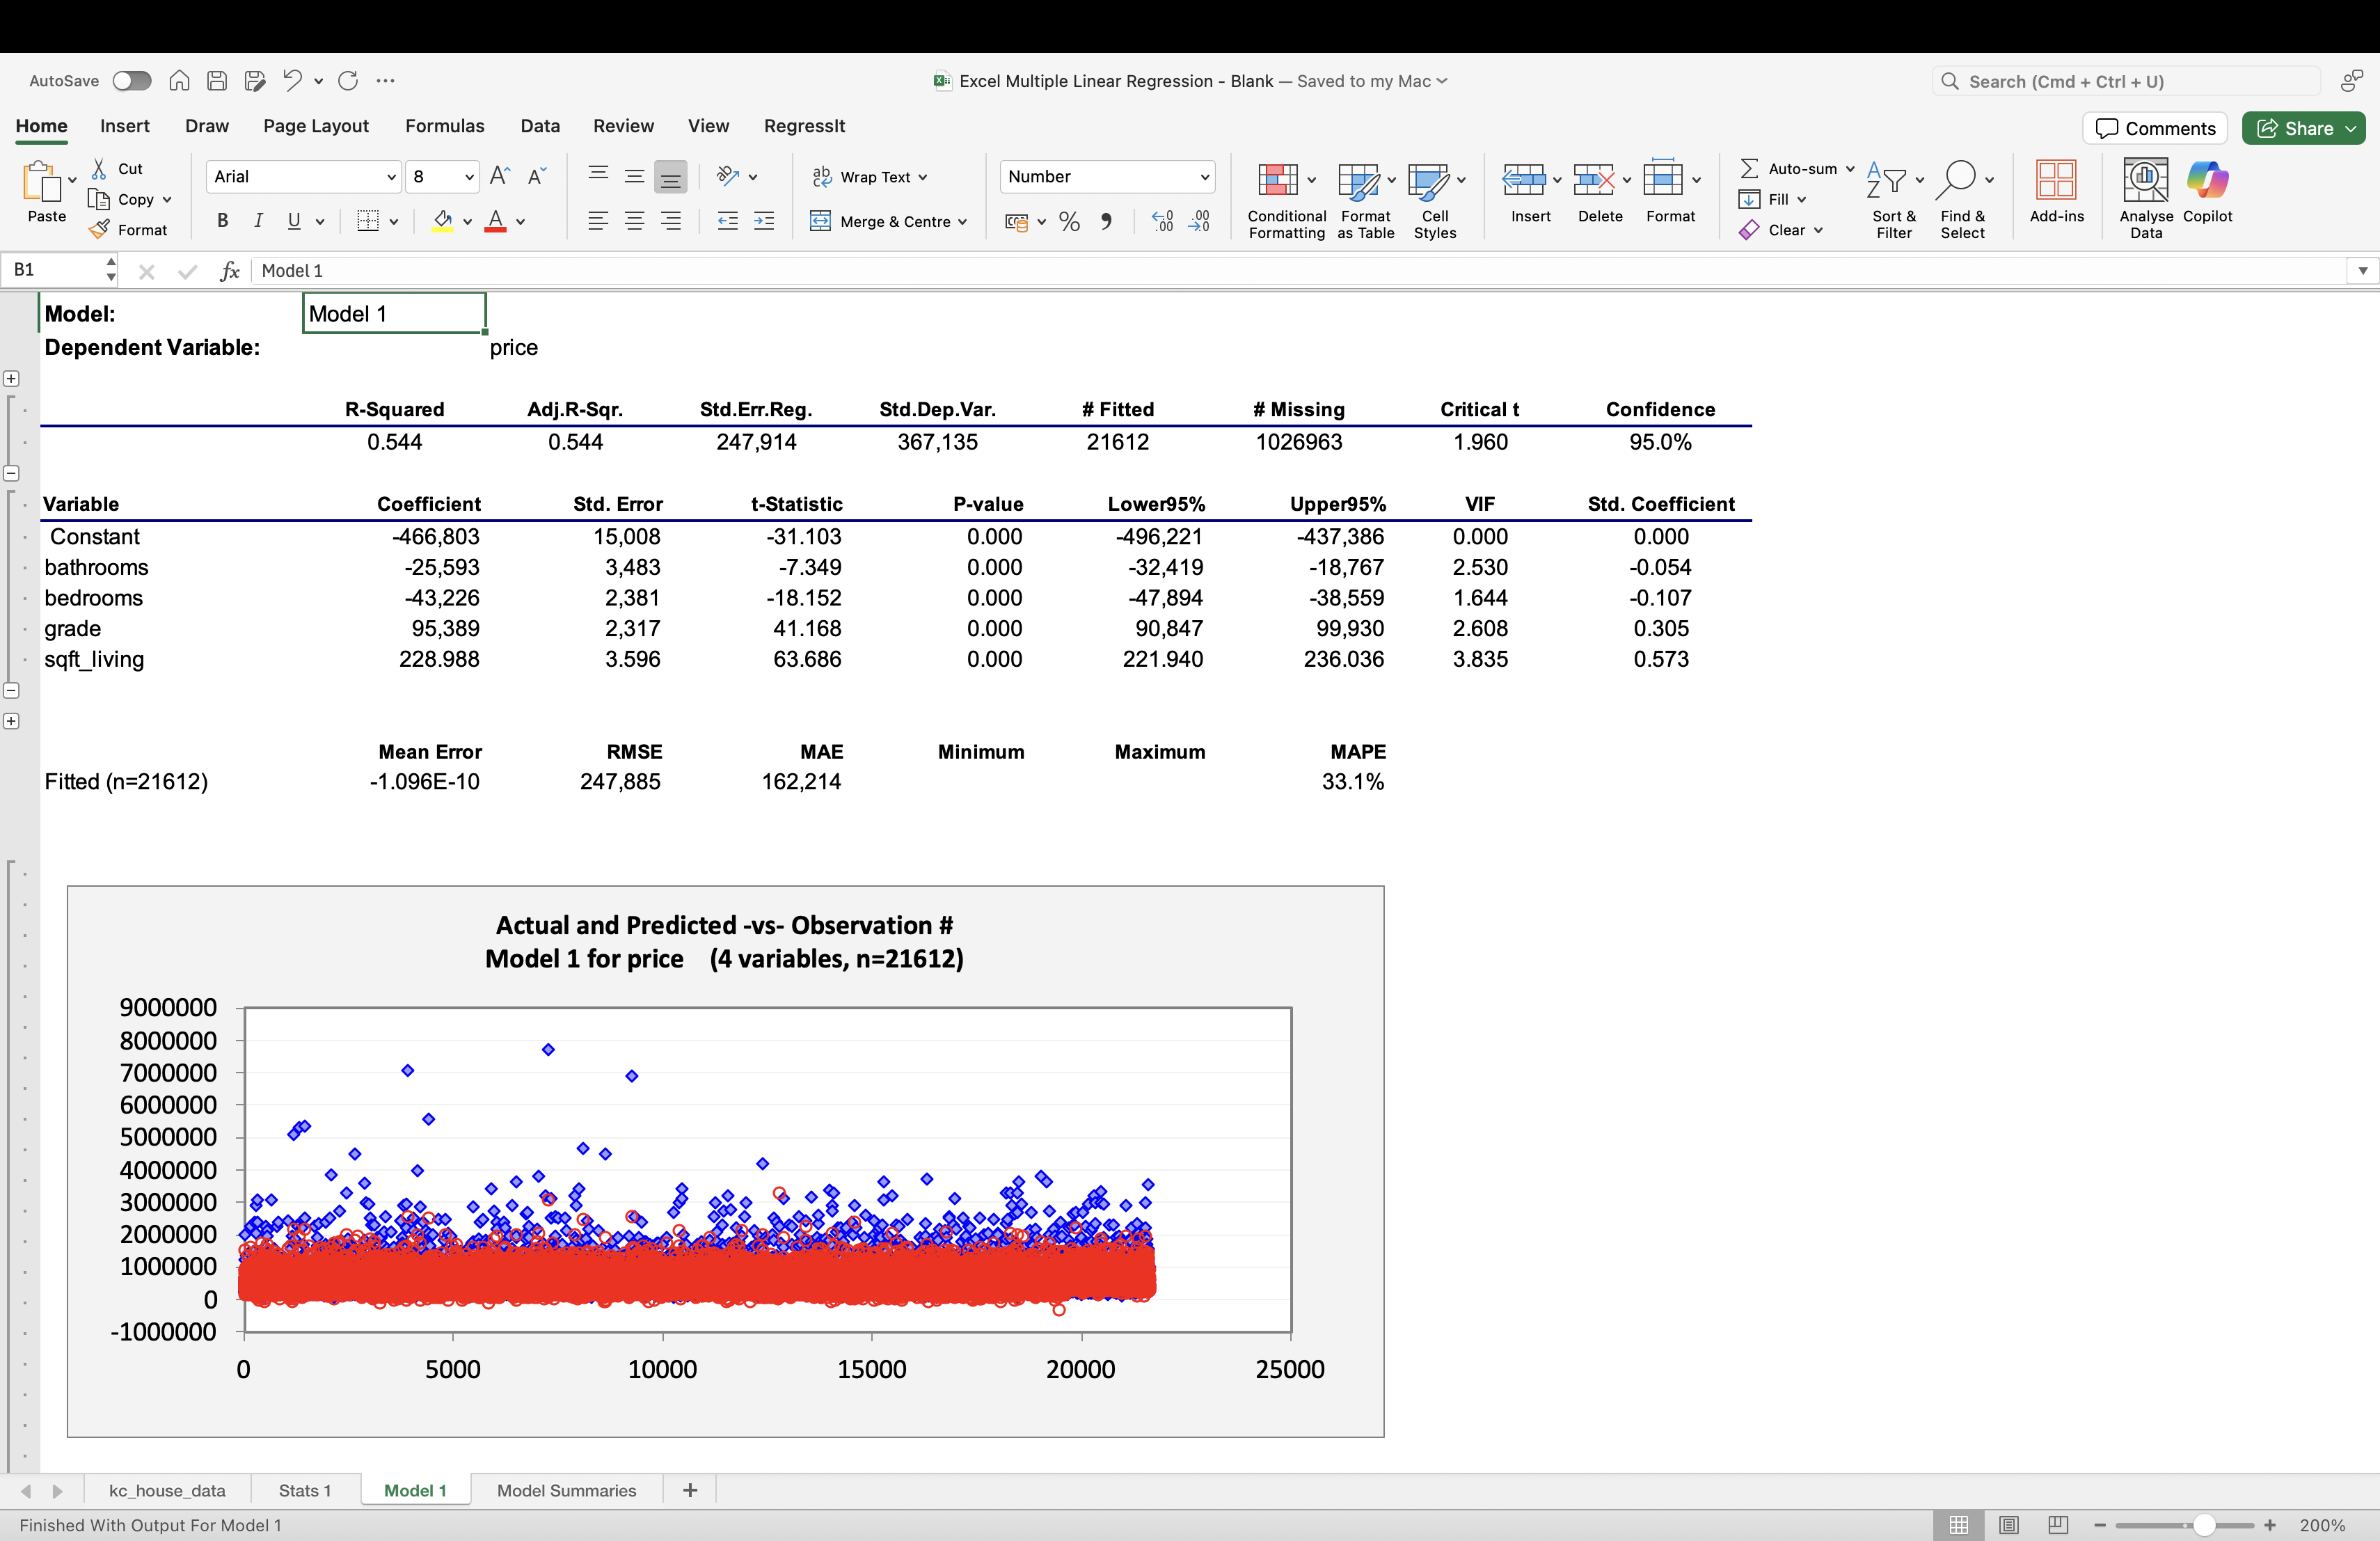 AutoSave
Excel Multiple Linear Regression - Blank — Saved to my Mac
Search (Cmd + Ctrl + U)
Home Insert Draw Page Layout Formulas Data Review View RegressIt
Comments Share
Paste
Cut
Copy
Format
Arial 8
B I U
Wrap Text
Merge & Centre
Number
Conditional Formatting
Format as Table
Cell Styles
Insert Delete Format
Auto-sum
Fill
Clear
Sort & Filter
Find & Select
Add-ins
Analyse Data
Copilot
B1 fx Model 1
Model: Model 1
Dependent Variable: price
R-Squared Adj.R-Sqr. Std.Err.Reg. Std.Dep.Var. # Fitted # Missing Critical t Confidence
0.544 0.544 247,914 367,135 21612 1026963 1.960 95.0%
Variable Coefficient Std. Error t-Statistic P-value Lower95% Upper95% VIF Std. Coefficient
Constant -466,803 15,008 -31.103 0.000 -496,221 -437,386 0.000 0.000
bathrooms -25,593 3,483 -7.349 0.000 -32,419 -18,767 2.530 -0.054
bedrooms -43,226 2,381 -18.152 0.000 -47,894 -38,559 1.644 -0.107
grade 95,389 2,317 41.168 0.000 90,847 99,930 2.608 0.305
sqft_living 228.988 3.596 63.686 0.000 221.940 236.036 3.835 0.573
Mean Error RMSE MAE Minimum Maximum MAPE
Fitted (n=21612) -1.096E-10 247,885 162,214 33.1%
Actual and Predicted -vs- Observation #
Model 1 for price (4 variables, n=21612)
9000000
8000000
7000000
6000000
5000000
4000000
3000000
2000000
1000000
0
-1000000
0 5000 10000 15000 20000 25000
kc_house_data Stats 1 Model 1 Model Summaries +
Finished With Output For Model 1
200%